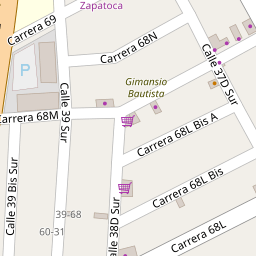 Zapatoca
Carrera 69
Carrera 68N
Calle 37D Sur
P
Gimansio
Bautista
Calle 39 Sur
Carrera 68M
Carrera 68L Bis A
Calle 39 Bis Sur
Carrera 68L Bis
39-68
60-31
Calle 38D Sur
Carrera 68L